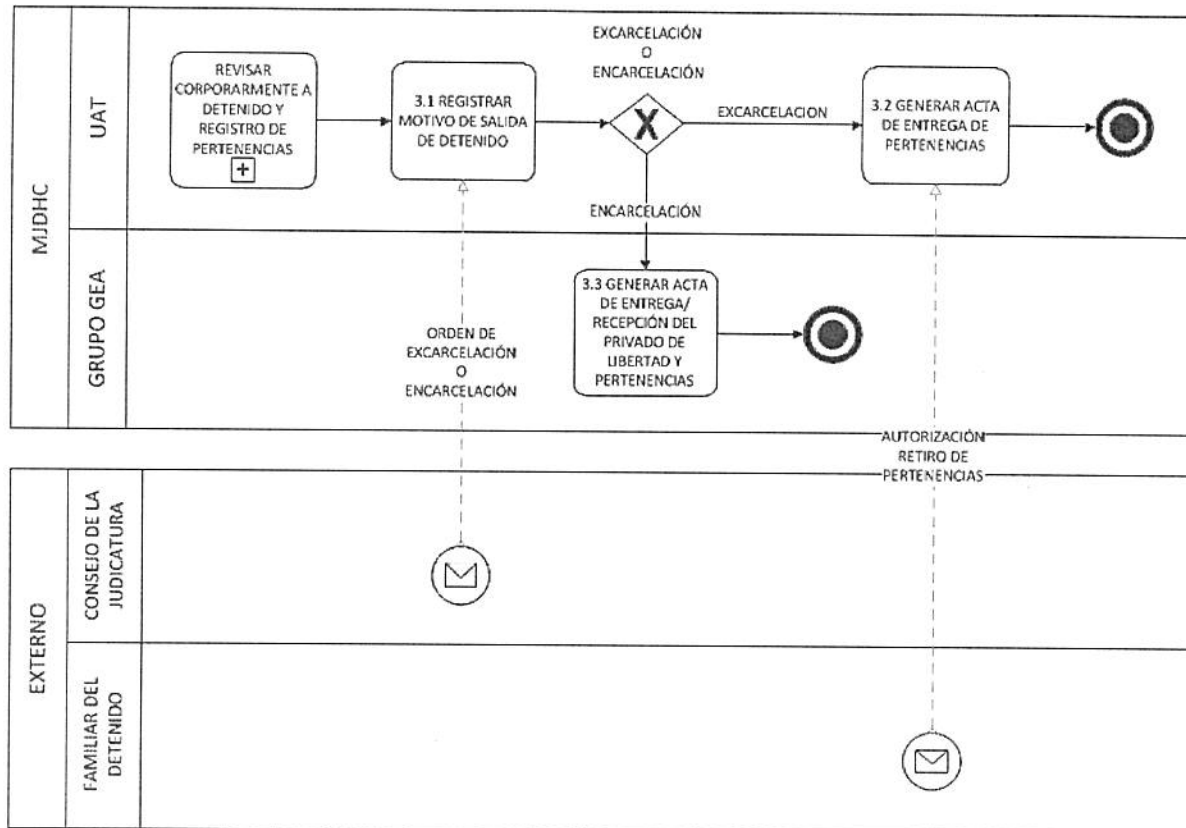 MJDHC
UAT
REVISAR
CORPORARMENTE A
DETENIDO Y
REGISTRO DE
PERTENENCIAS
3.1 REGISTRAR
MOTIVO DE SALIDA
DE DETENIDO
EXCARCELACIÓN
O
ENCARCELACIÓN
X
EXCARCELACION
3.2 GENERAR ACTA
DE ENTREGA DE
PERTENENCIAS
ENCARCELACIÓN
GRUPO GEA
3.3 GENERAR ACTA
DE ENTREGA/
RECEPCIÓN DEL
PRIVADO DE
LIBERTAD Y
PERTENENCIAS
ORDEN DE
EXCARCELACIÓN
O
ENCARCELACIÓN
AUTORIZACIÓN
RETIRO DE
PERTENENCIAS
EXTERNO
CONSEJO DE LA
JUDICATURA
FAMILIAR DEL
DETENIDO